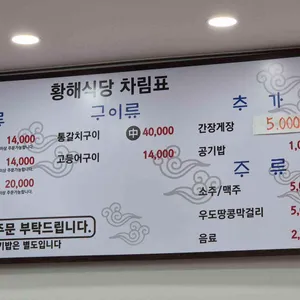 황해식당 차림표
류
14,000
14,000
20,000
구이류
통갈치구이 中 40,000
고등어구이 14,000
추가
간장게장 5.000
공기밥
주류
소주/맥주
우도땅콩막걸리
음료
주문 부탁드립니다.
기밥은 별도입니다